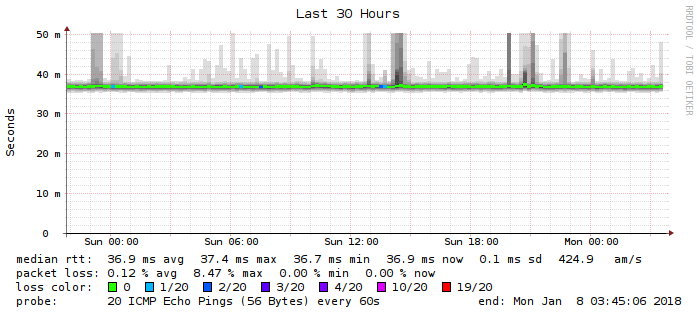 Last 30 Hours
RRDTOOL / TOBI OETIKER
Seconds
50 m
40 m
30 m
20 m
10 m
0
Sun 00:00 Sun 06:00 Sun 12:00 Sun 18:00 Mon 00:00
median rtt: 36.9 ms avg 37.4 ms max 36.7 ms min 36.9 ms now 0.1 ms sd 424.9 am/s
packet loss: 0.12 % avg 8.47 % max 0.00 % min 0.00 % now
loss color: 0 1/20 2/20 3/20 4/20 10/20 19/20
probe: 20 ICMP Echo Pings (56 Bytes) every 60s end: Mon Jan 8 03:45:06 2018